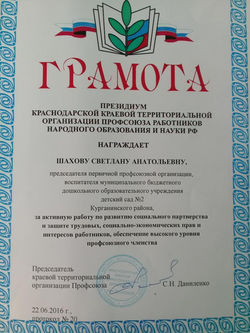 ГРАМОТА
ПРЕЗИДИУМ
КРАСНОДАРСКОЙ КРАЕВОЙ ТЕРРИТОРИАЛЬНОЙ
ОРГАНИЗАЦИИ ПРОФСОЮЗА РАБОТНИКОВ
НАРОДНОГО ОБРАЗОВАНИЯ И НАУКИ РФ
НАГРАЖДАЕТ
ШАХОВУ СВЕТЛАНУ АНАТОЛЬЕВНУ,
председателя первичной профсоюзной организации,
воспитателя муниципального бюджетного
дошкольного образовательного учреждения
детский сад №2
Курганинского района,
за активную работу по развитию социального партнерства
и защите трудовых, социально-экономических прав и
интересов работников, обеспечение высокого уровня
профсоюзного членства
Председатель
краевой территориальной
организации Профсоюза
С.Н. Даниленко
22.06.2016 г.,
протокол № 20